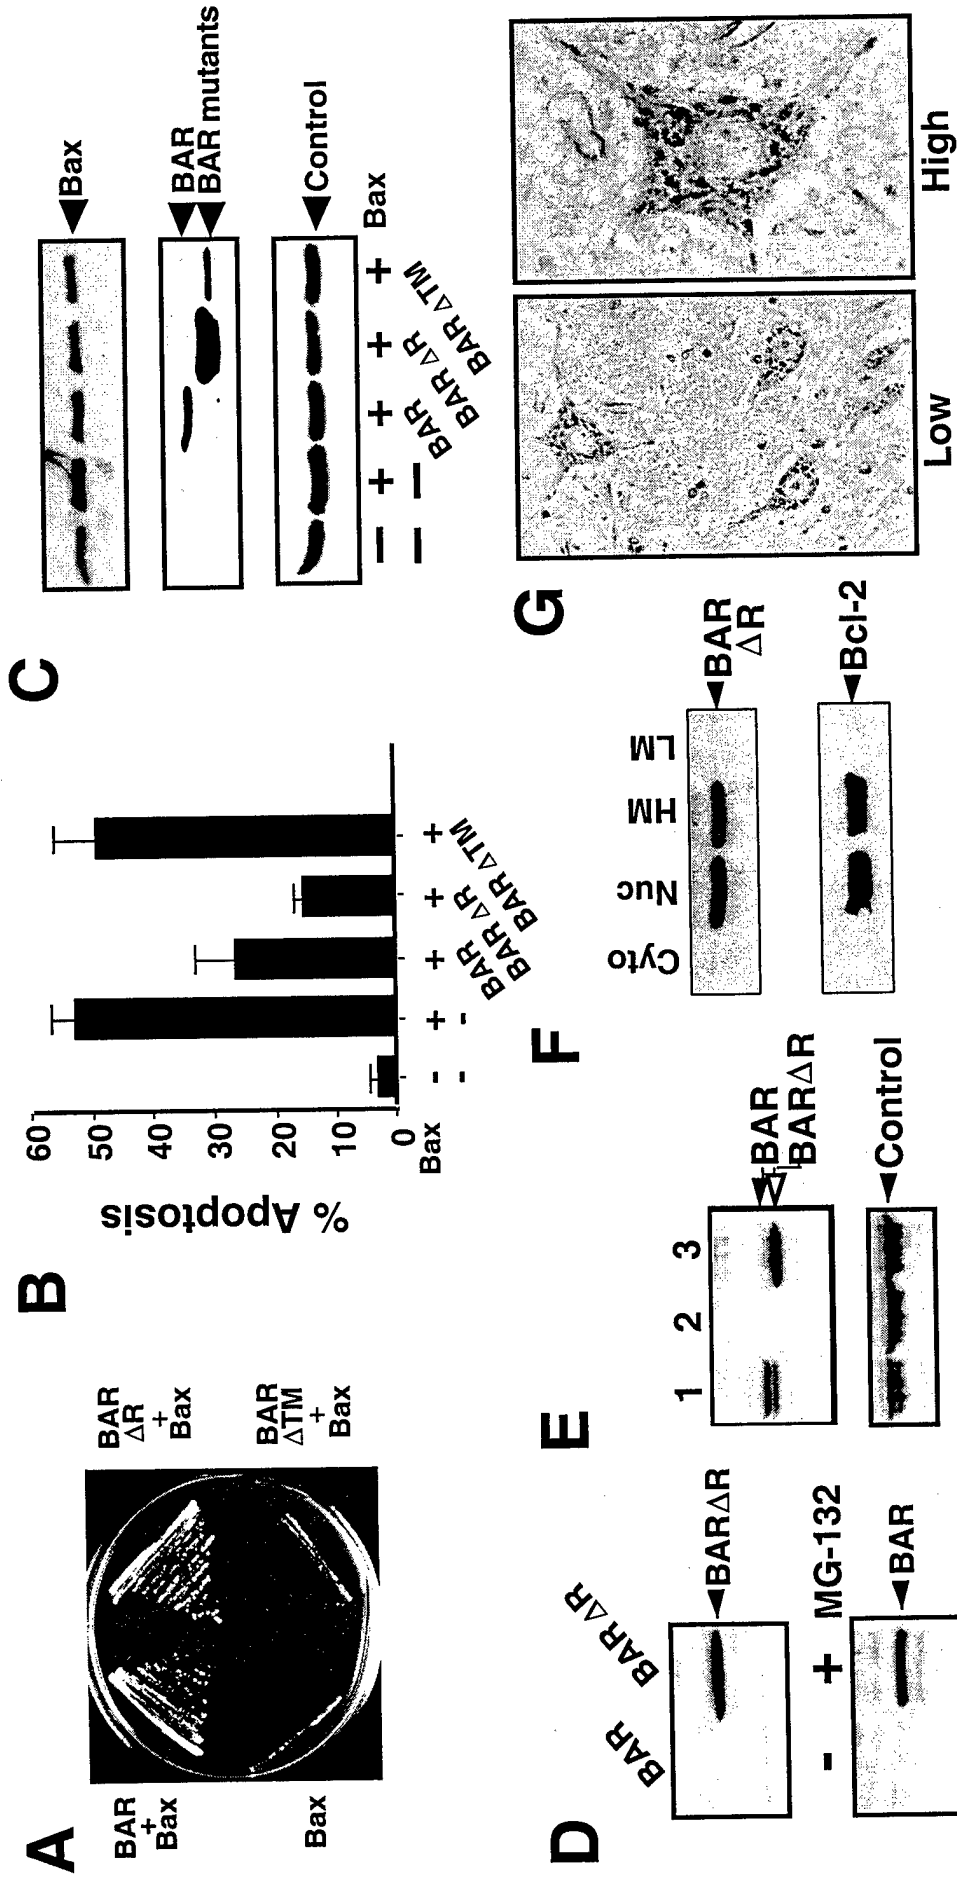 A
BAR
+
Bax
BAR
ΔR
+
Bax
Bax
BAR
ΔTM
+
Bax
B
% Apoptosis
60
50
40
30
20
10
0
Bax - + + + +
- - BAR BARΔR BARΔTM
C
Bax
BAR
BAR mutants
Control
- + + + + Bax
- - BAR BARΔR BARΔTM
D
BAR BARΔR
BARΔR
- + MG-132
BAR
E
1 2 3
BAR
BARΔR
Control
F
Cyto Nuc HM LM
BAR
ΔR
Bcl-2
G
Low High